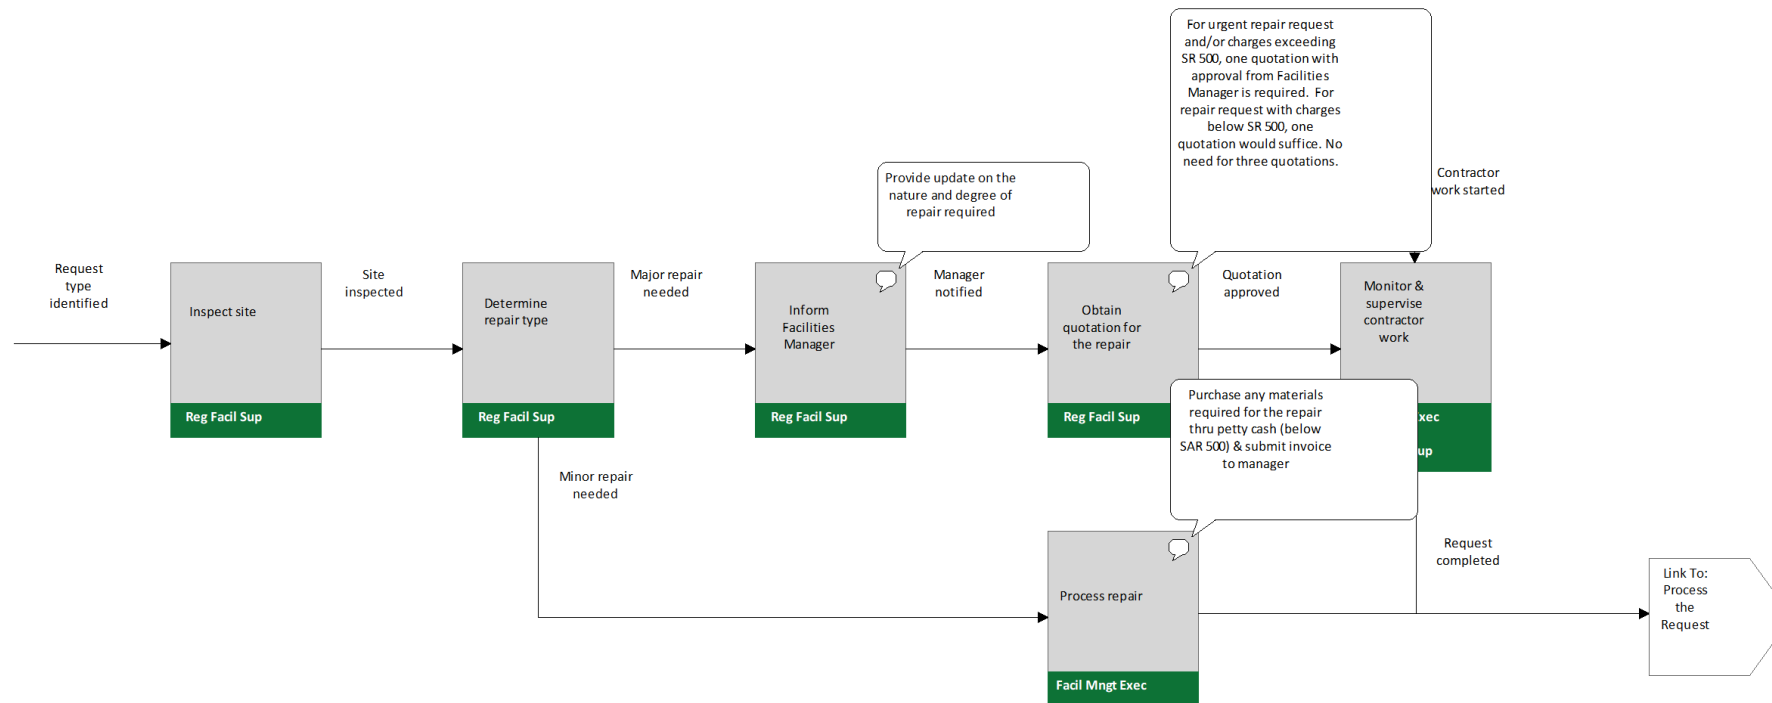 For urgent repair request
and/or charges exceeding
SR 500, one quotation with
approval from Facilities
Manager is required.  For
repair request with charges
below SR 500, one
quotation would suffice. No
need for three quotations.
Contractor
work started
Provide update on the
nature and degree of
repair required
Request
type
identified
Inspect site
Reg Facil Sup
Site
inspected
Determine
repair type
Reg Facil Sup
Major repair
needed
Inform
Facilities
Manager
Reg Facil Sup
Manager
notified
Obtain
quotation for
the repair
Reg Facil Sup
Quotation
approved
Monitor &
supervise
contractor
work
Purchase any materials
required for the repair
thru petty cash (below
SAR 500) & submit invoice
to manager
Minor repair
needed
Process repair
Facil Mngt Exec
Request
completed
Link To:
Process
the
Request